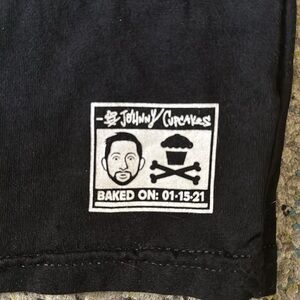 Johnny Cupcakes
BAKED ON: 01-15-21